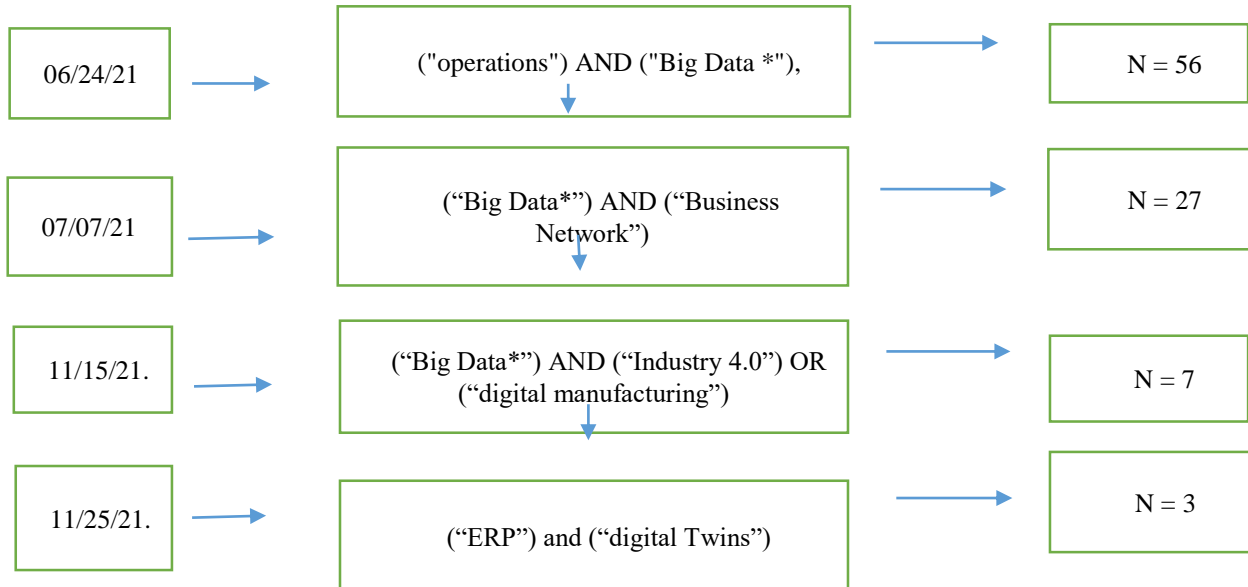 06/24/21
("operations") AND ("Big Data *"),
N = 56
07/07/21
(“Big Data*”) AND (“Business
Network”)
N = 27
11/15/21.
(“Big Data*”) AND (“Industry 4.0”) OR
(“digital manufacturing”)
N = 7
11/25/21.
(“ERP”) and (“digital Twins”)
N = 3